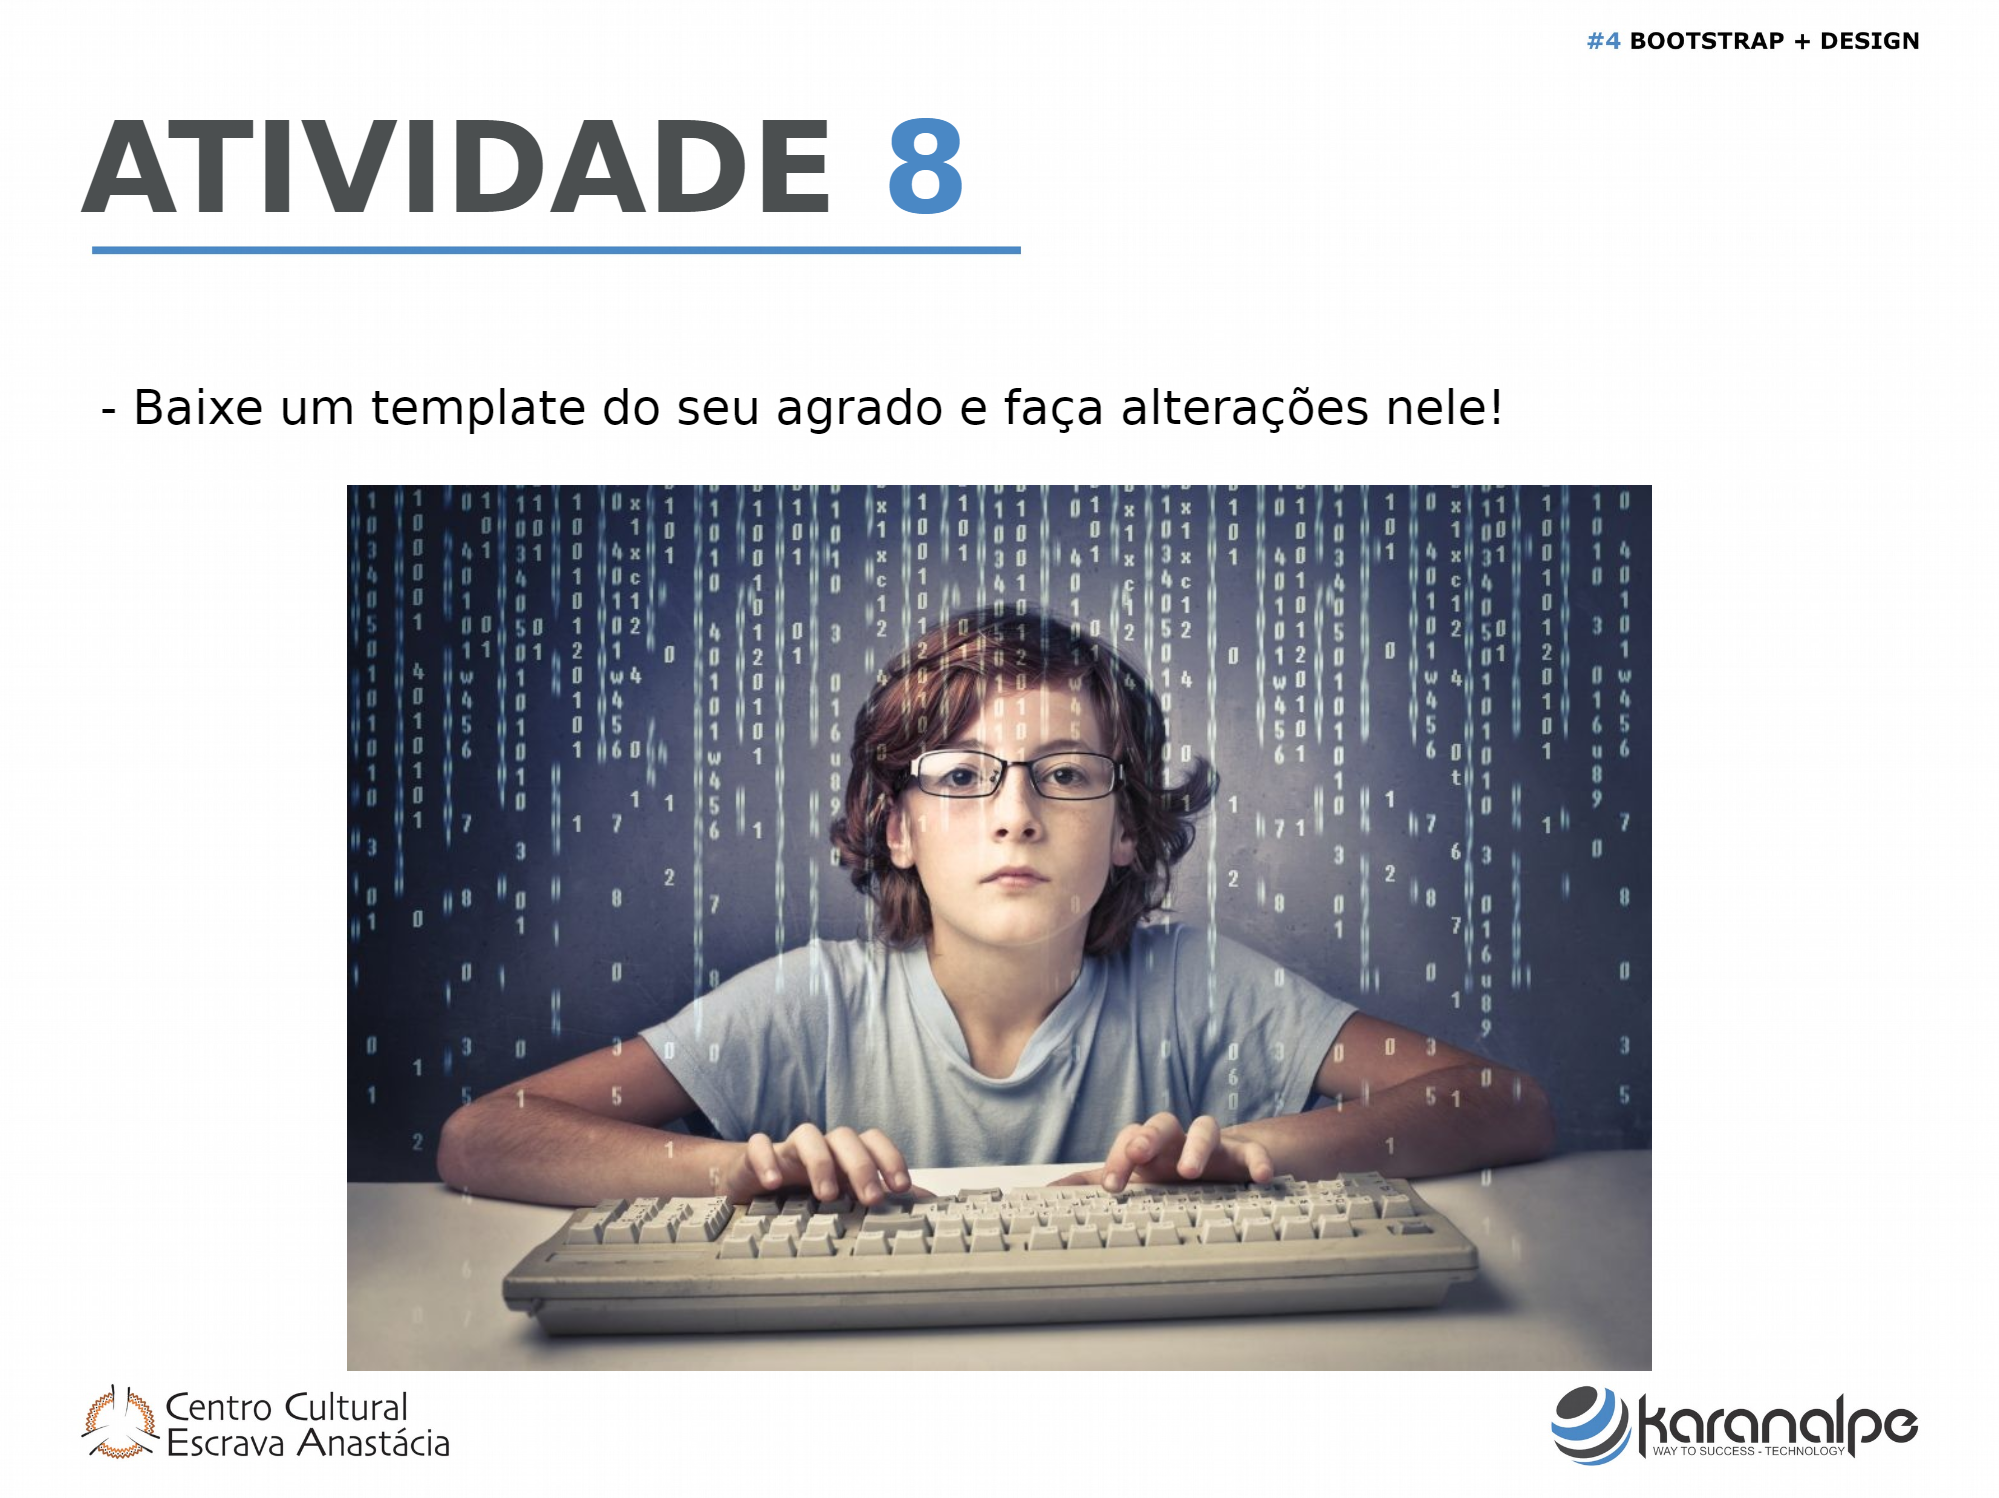 #4 BOOTSTRAP + DESIGN
ATIVIDADE 8
- Baixe um template do seu agrado e faça alterações nele!
Centro Cultural
Escrava Anastácia
karanalpe
WAY TO SUCCESS - TECHNOLOGY